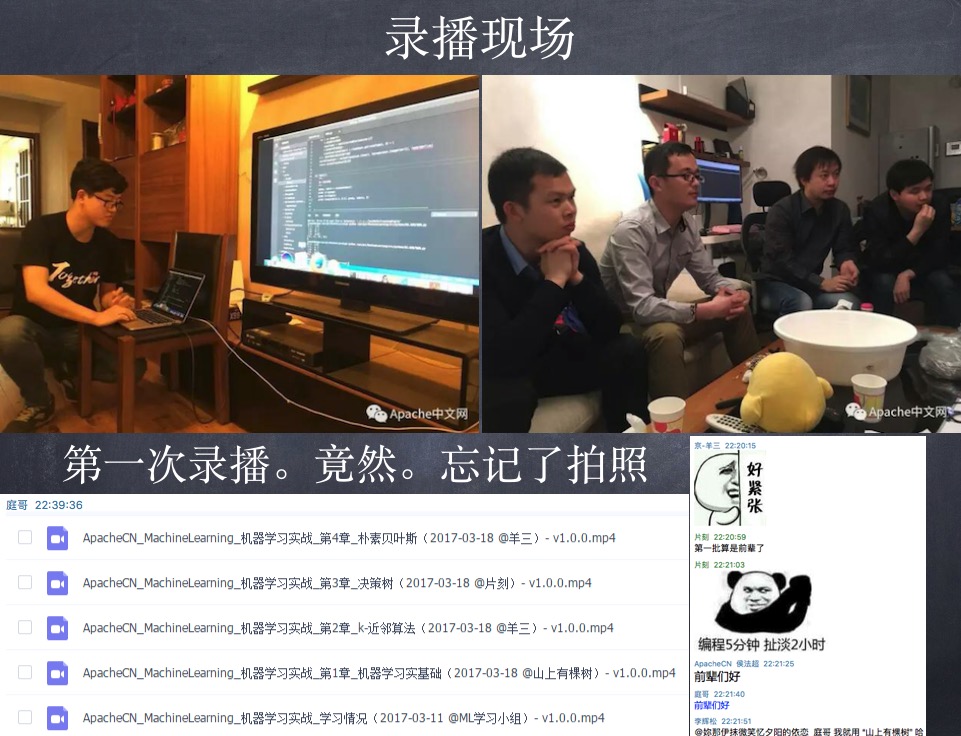 录播现场
Together
Apache中文网
Apache中文网
第一次录播。竟然。忘记了拍照
庭哥 22:39:36
ApacheCN_MachineLearning_机器学习实战_第4章_朴素贝叶斯（2017-03-18 @羊三）- v1.0.0.mp4
ApacheCN_MachineLearning_机器学习实战_第3章_决策树（2017-03-18 @片刻）- v1.0.0.mp4
ApacheCN_MachineLearning_机器学习实战_第2章_k-近邻算法（2017-03-18 @羊三）- v1.0.0.mp4
ApacheCN_MachineLearning_机器学习实战_第1章_机器学习实基础（2017-03-18 @山上有棵树）- v1.0.0.mp4
ApacheCN_MachineLearning_学习情况（2017-03-11 @ML学习小组）- v1.0.0.mp4
京-羊三 22:20:15
好紧张
片刻 22:20:59
第一批算是前辈了
片刻 22:21:03
编程5分钟 扯淡2小时
ApacheCN 侯法超 22:21:25
前辈们好
庭哥 22:21:40
前辈们好
李辉松 22:21:51
@妳那伊抹微笑忆夕阳的依恋 庭哥 我就用 “山上有棵树” 哈